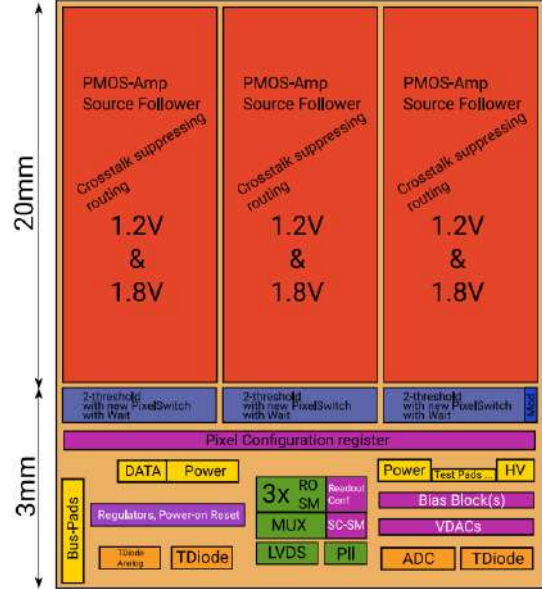 20mm
PMOS-Amp
Source Follower
Crosstalk suppressing
routing
1.2V
&
1.8V
PMOS-Amp
Source Follower
Crosstalk suppressing
routing
1.2V
&
1.8V
PMOS-Amp
Source Follower
Crosstalk suppressing
routing
1.2V
&
1.8V
3mm
2-threshold
with new PixelSwitch
with Wait
2-threshold
with new PixelSwitch
with Wait
2-threshold
with new PixelSwitch
with Wait
Mod
Pixel Configuration register
DATA Power
Power Test Pads ... HV
Bus-Pads
3x RO
SM
Readout
Conf
Bias Block(s)
Regulators, Power-on Reset
MUX SC-SM
VDACs
TDiode
Analog
TDiode
LVDS Pll
ADC TDiode